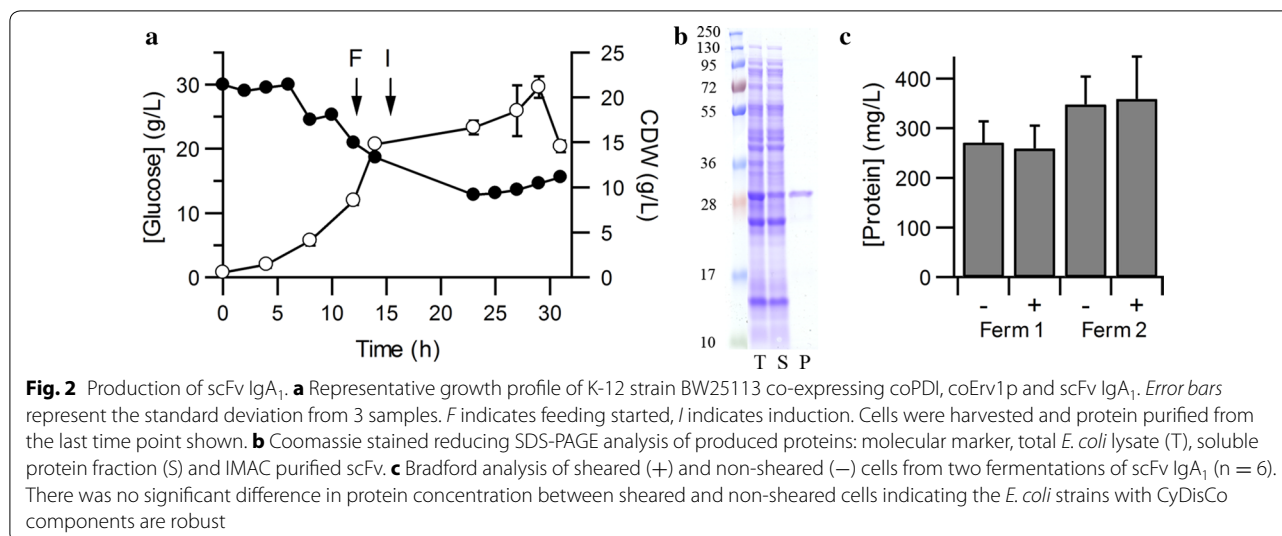 a
F I
[Glucose] (g/L)
30
20
10
0
25
20
15
10
5
0
CDW (g/L)
0 5 10 15 20 25 30
Time (h)
b
250
130
95
72
55
36
28
17
10
T S P
c
[Protein] (mg/L)
400
300
200
100
0
- + - +
Ferm 1 Ferm 2
Fig. 2 Production of scFv IgA₁. a Representative growth profile of K-12 strain BW25113 co-expressing coPDI, coErv1p and scFv IgA₁. Error bars
represent the standard deviation from 3 samples. F indicates feeding started, I indicates induction. Cells were harvested and protein purified from
the last time point shown. b Coomassie stained reducing SDS-PAGE analysis of produced proteins: molecular marker, total E. coli lysate (T), soluble
protein fraction (S) and IMAC purified scFv. c Bradford analysis of sheared (+) and non-sheared (−) cells from two fermentations of scFv IgA₁ (n = 6).
There was no significant difference in protein concentration between sheared and non-sheared cells indicating the E. coli strains with CyDisCo
components are robust